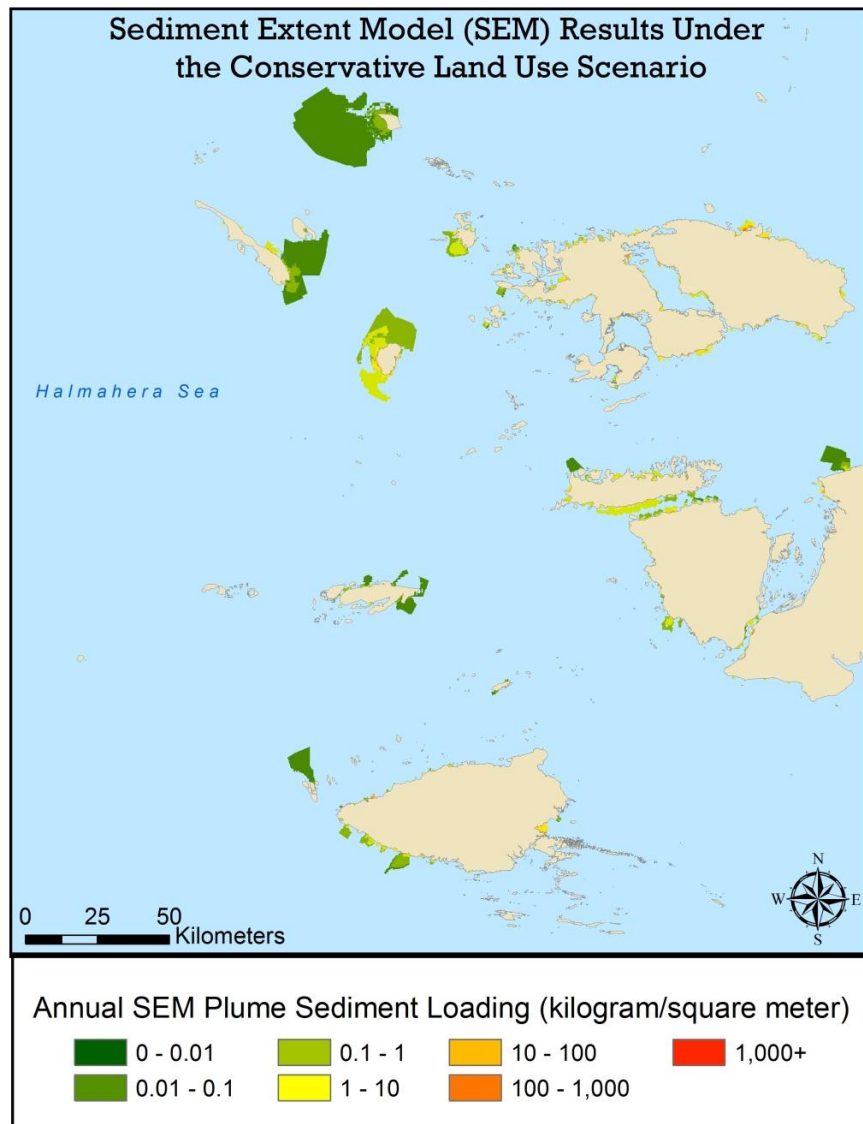 Sediment Extent Model (SEM) Results Under
the Conservative Land Use Scenario
Halmahera Sea
N
W E
S
0 25 50
Kilometers
Annual SEM Plume Sediment Loading (kilogram/square meter)
0 - 0.01
0.1 - 1
10 - 100
1,000+
0.01 - 0.1
1 - 10
100 - 1,000